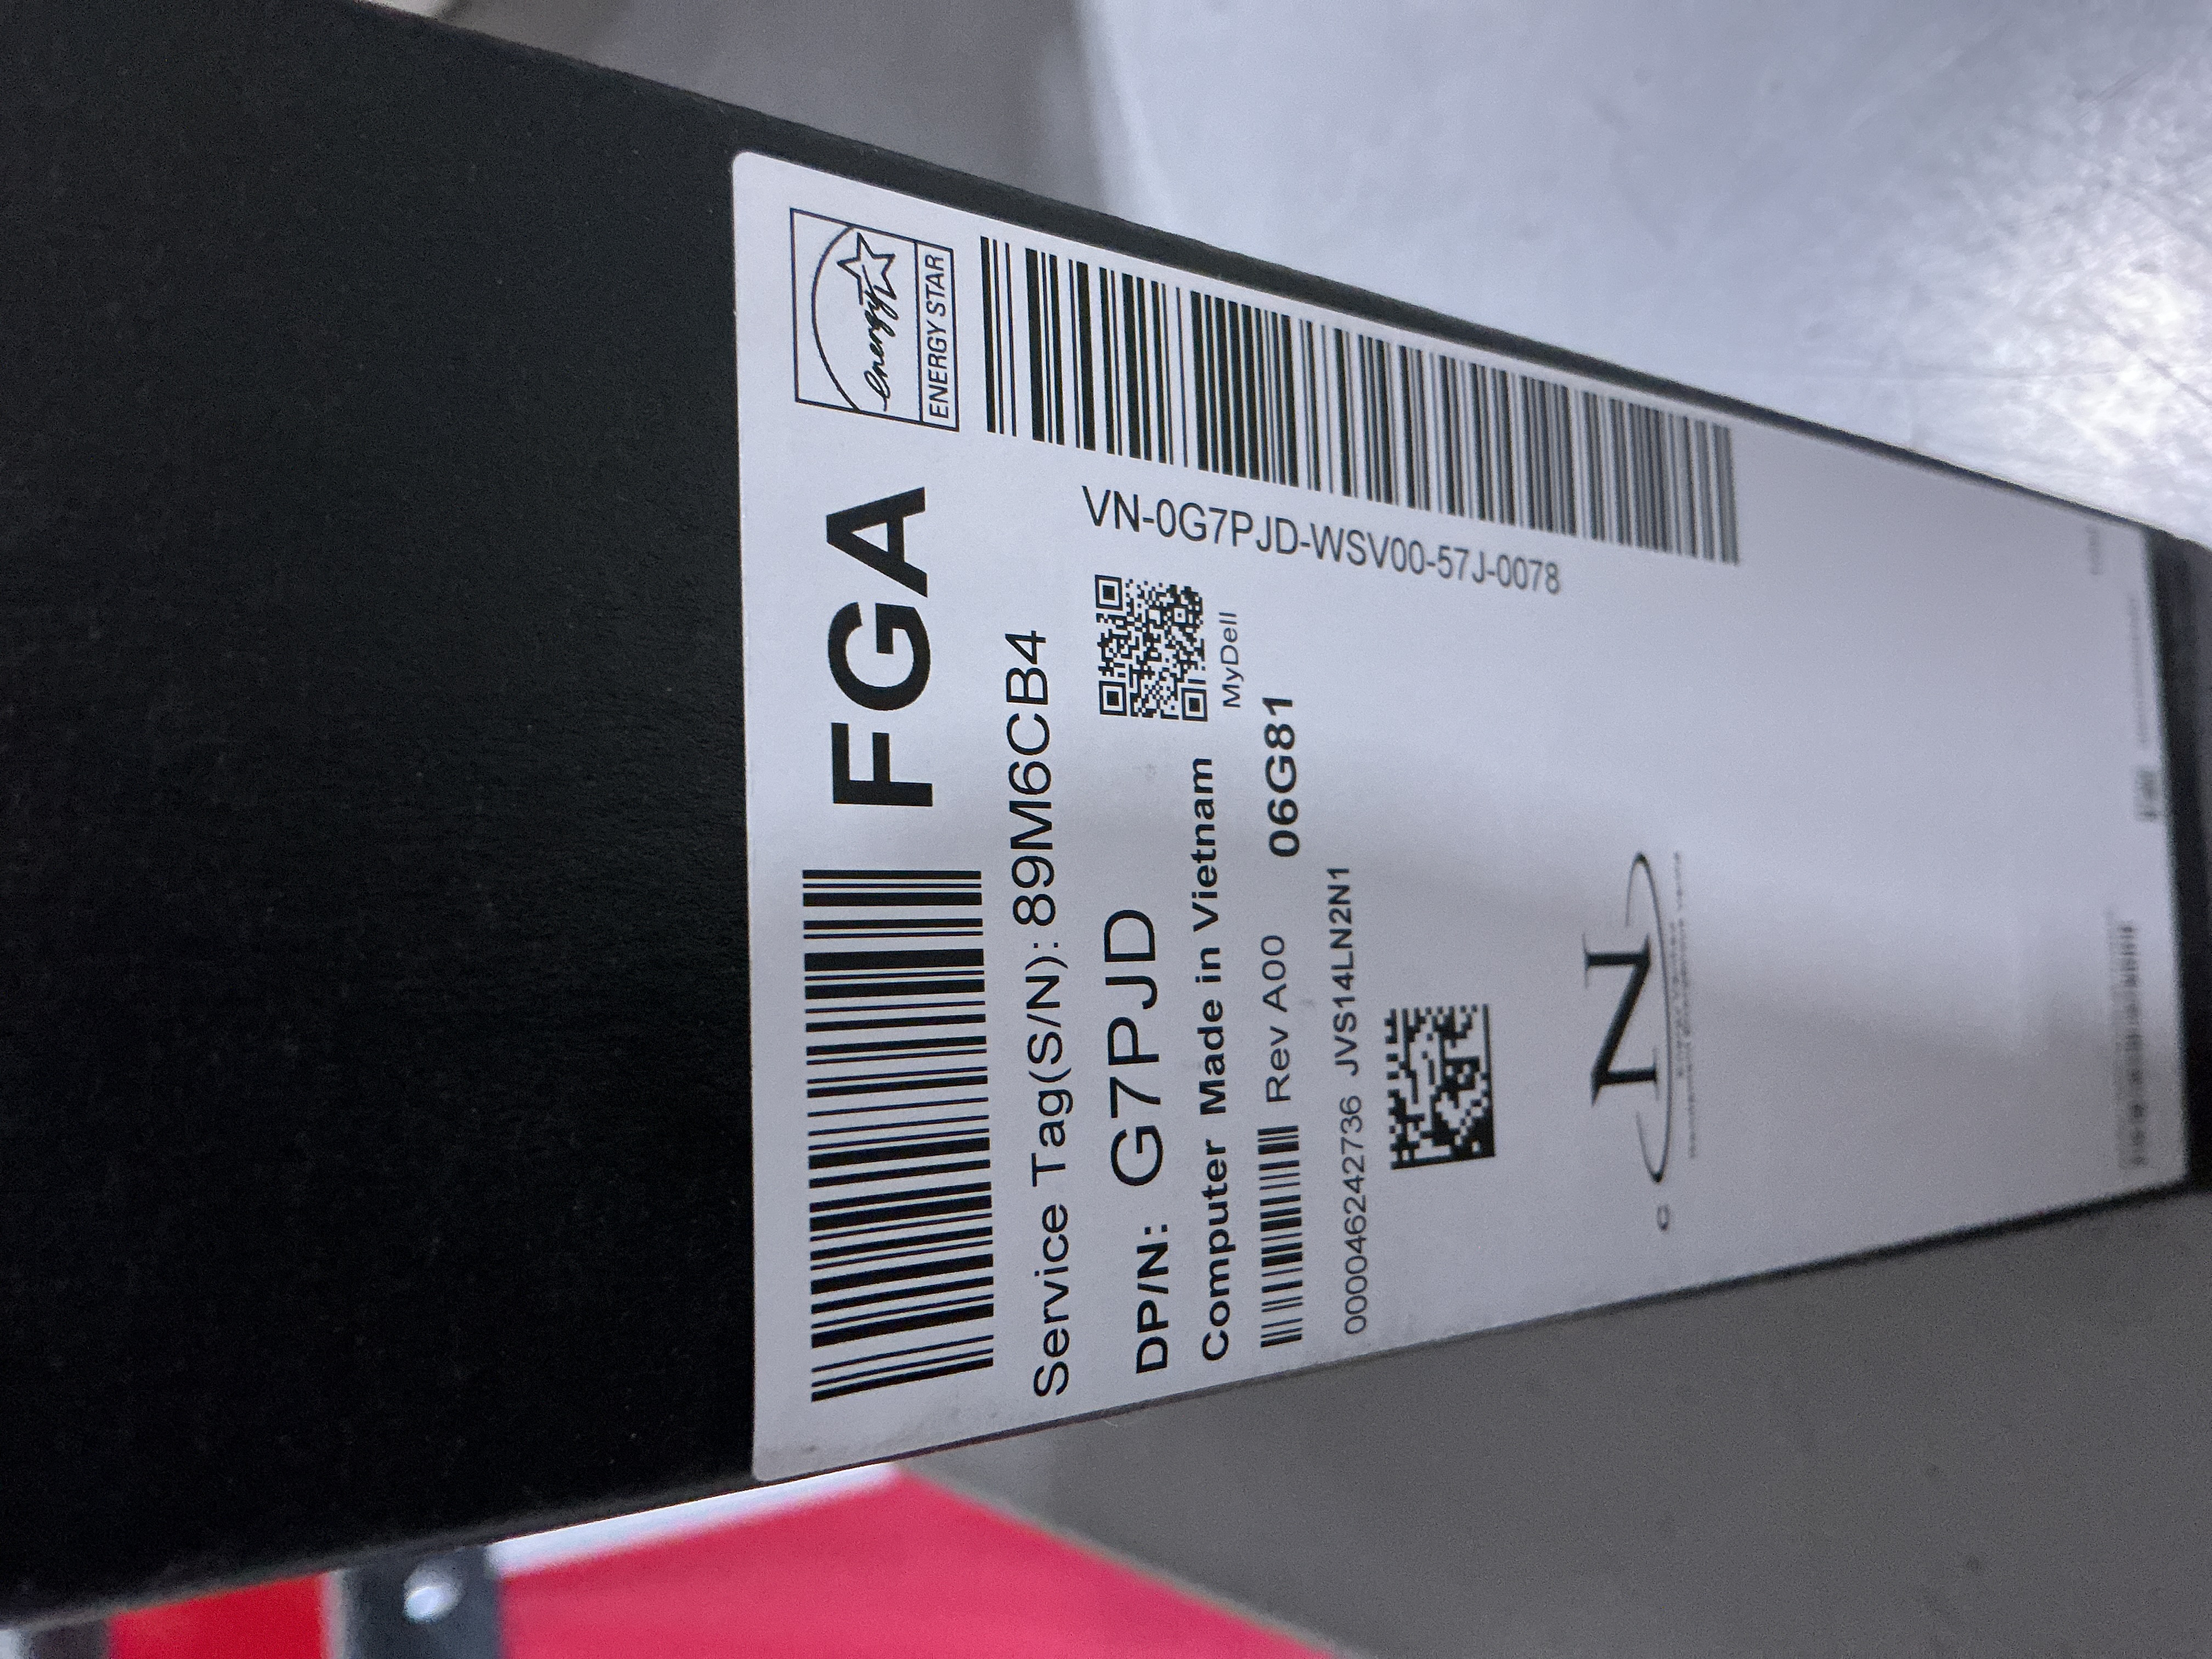 FGA
energy
ENERGY STAR
Service Tag(S/N):89M6CB4
DP/N: G7PJD
MyDell
VN-0G7PJD-WSV00-57J-0078
Computer Made in Vietnam
Rev A00 06G81
000046242736 JVS14LN2N1
N
C